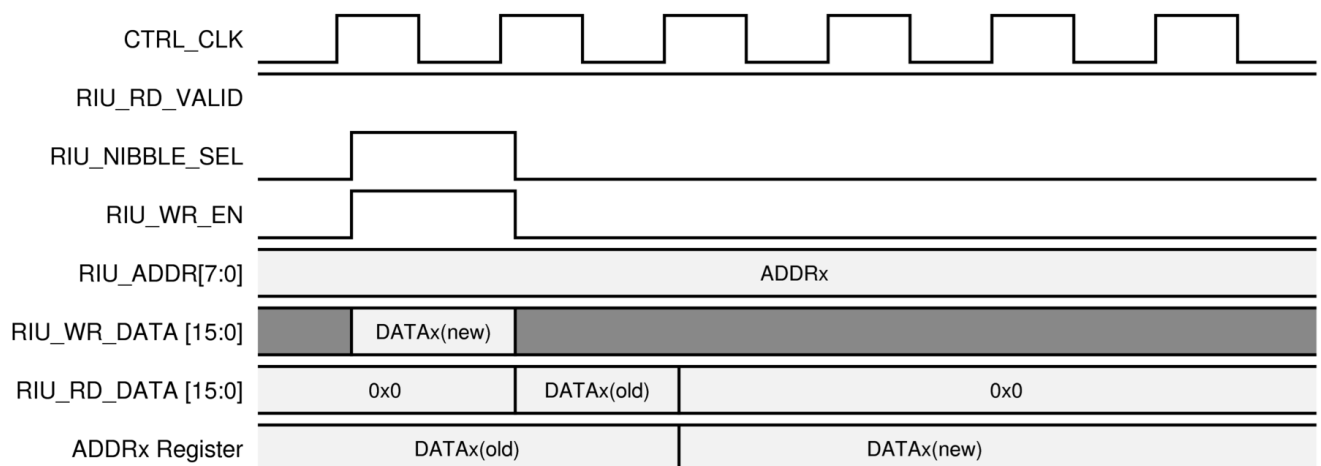 CTRL_CLK
RIU_RD_VALID
RIU_NIBBLE_SEL
RIU_WR_EN
RIU_ADDR[7:0] ADDRx
RIU_WR_DATA [15:0] DATAx(new)
RIU_RD_DATA [15:0] 0x0 DATAx(old) 0x0
ADDRx Register DATAx(old) DATAx(new)